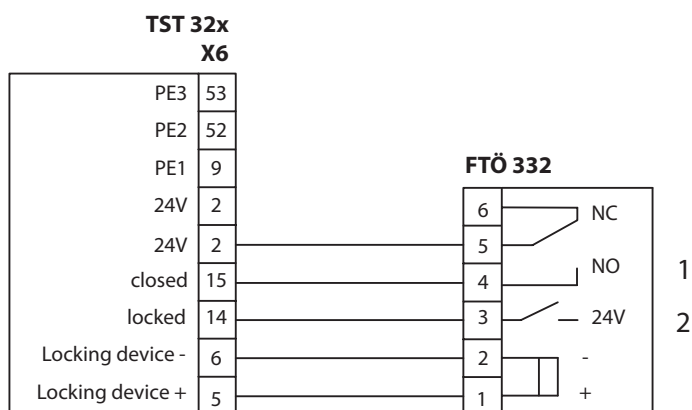 TST 32x
X6
PE3 53
PE2 52
PE1 9
24V 2
24V 2
closed 15
locked 14
Locking device - 6
Locking device + 5
FTÖ 332
6 NC
5
4 NO 1
3 24V 2
2 -
1 +